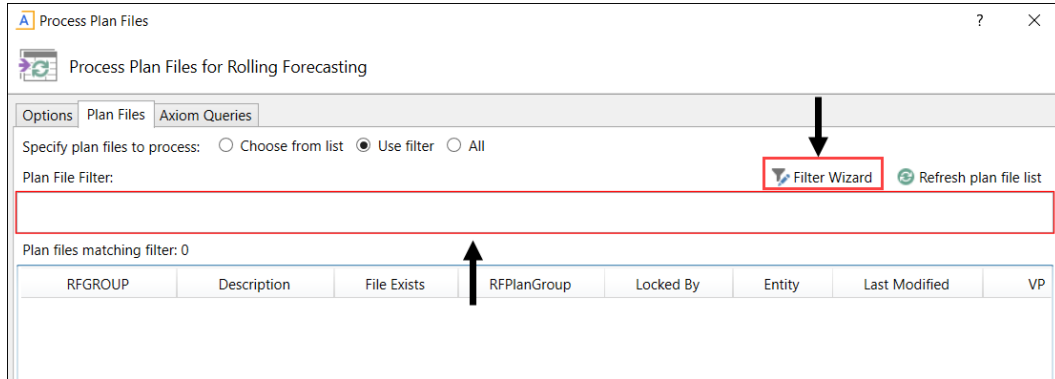 A Process Plan Files ?
Process Plan Files for Rolling Forecasting
Options Plan Files Axiom Queries
Specify plan files to process: Choose from list Use filter All
Plan File Filter: Filter Wizard Refresh plan file list
Plan files matching filter: 0
RFGROUP Description File Exists RFPlanGroup Locked By Entity Last Modified VP